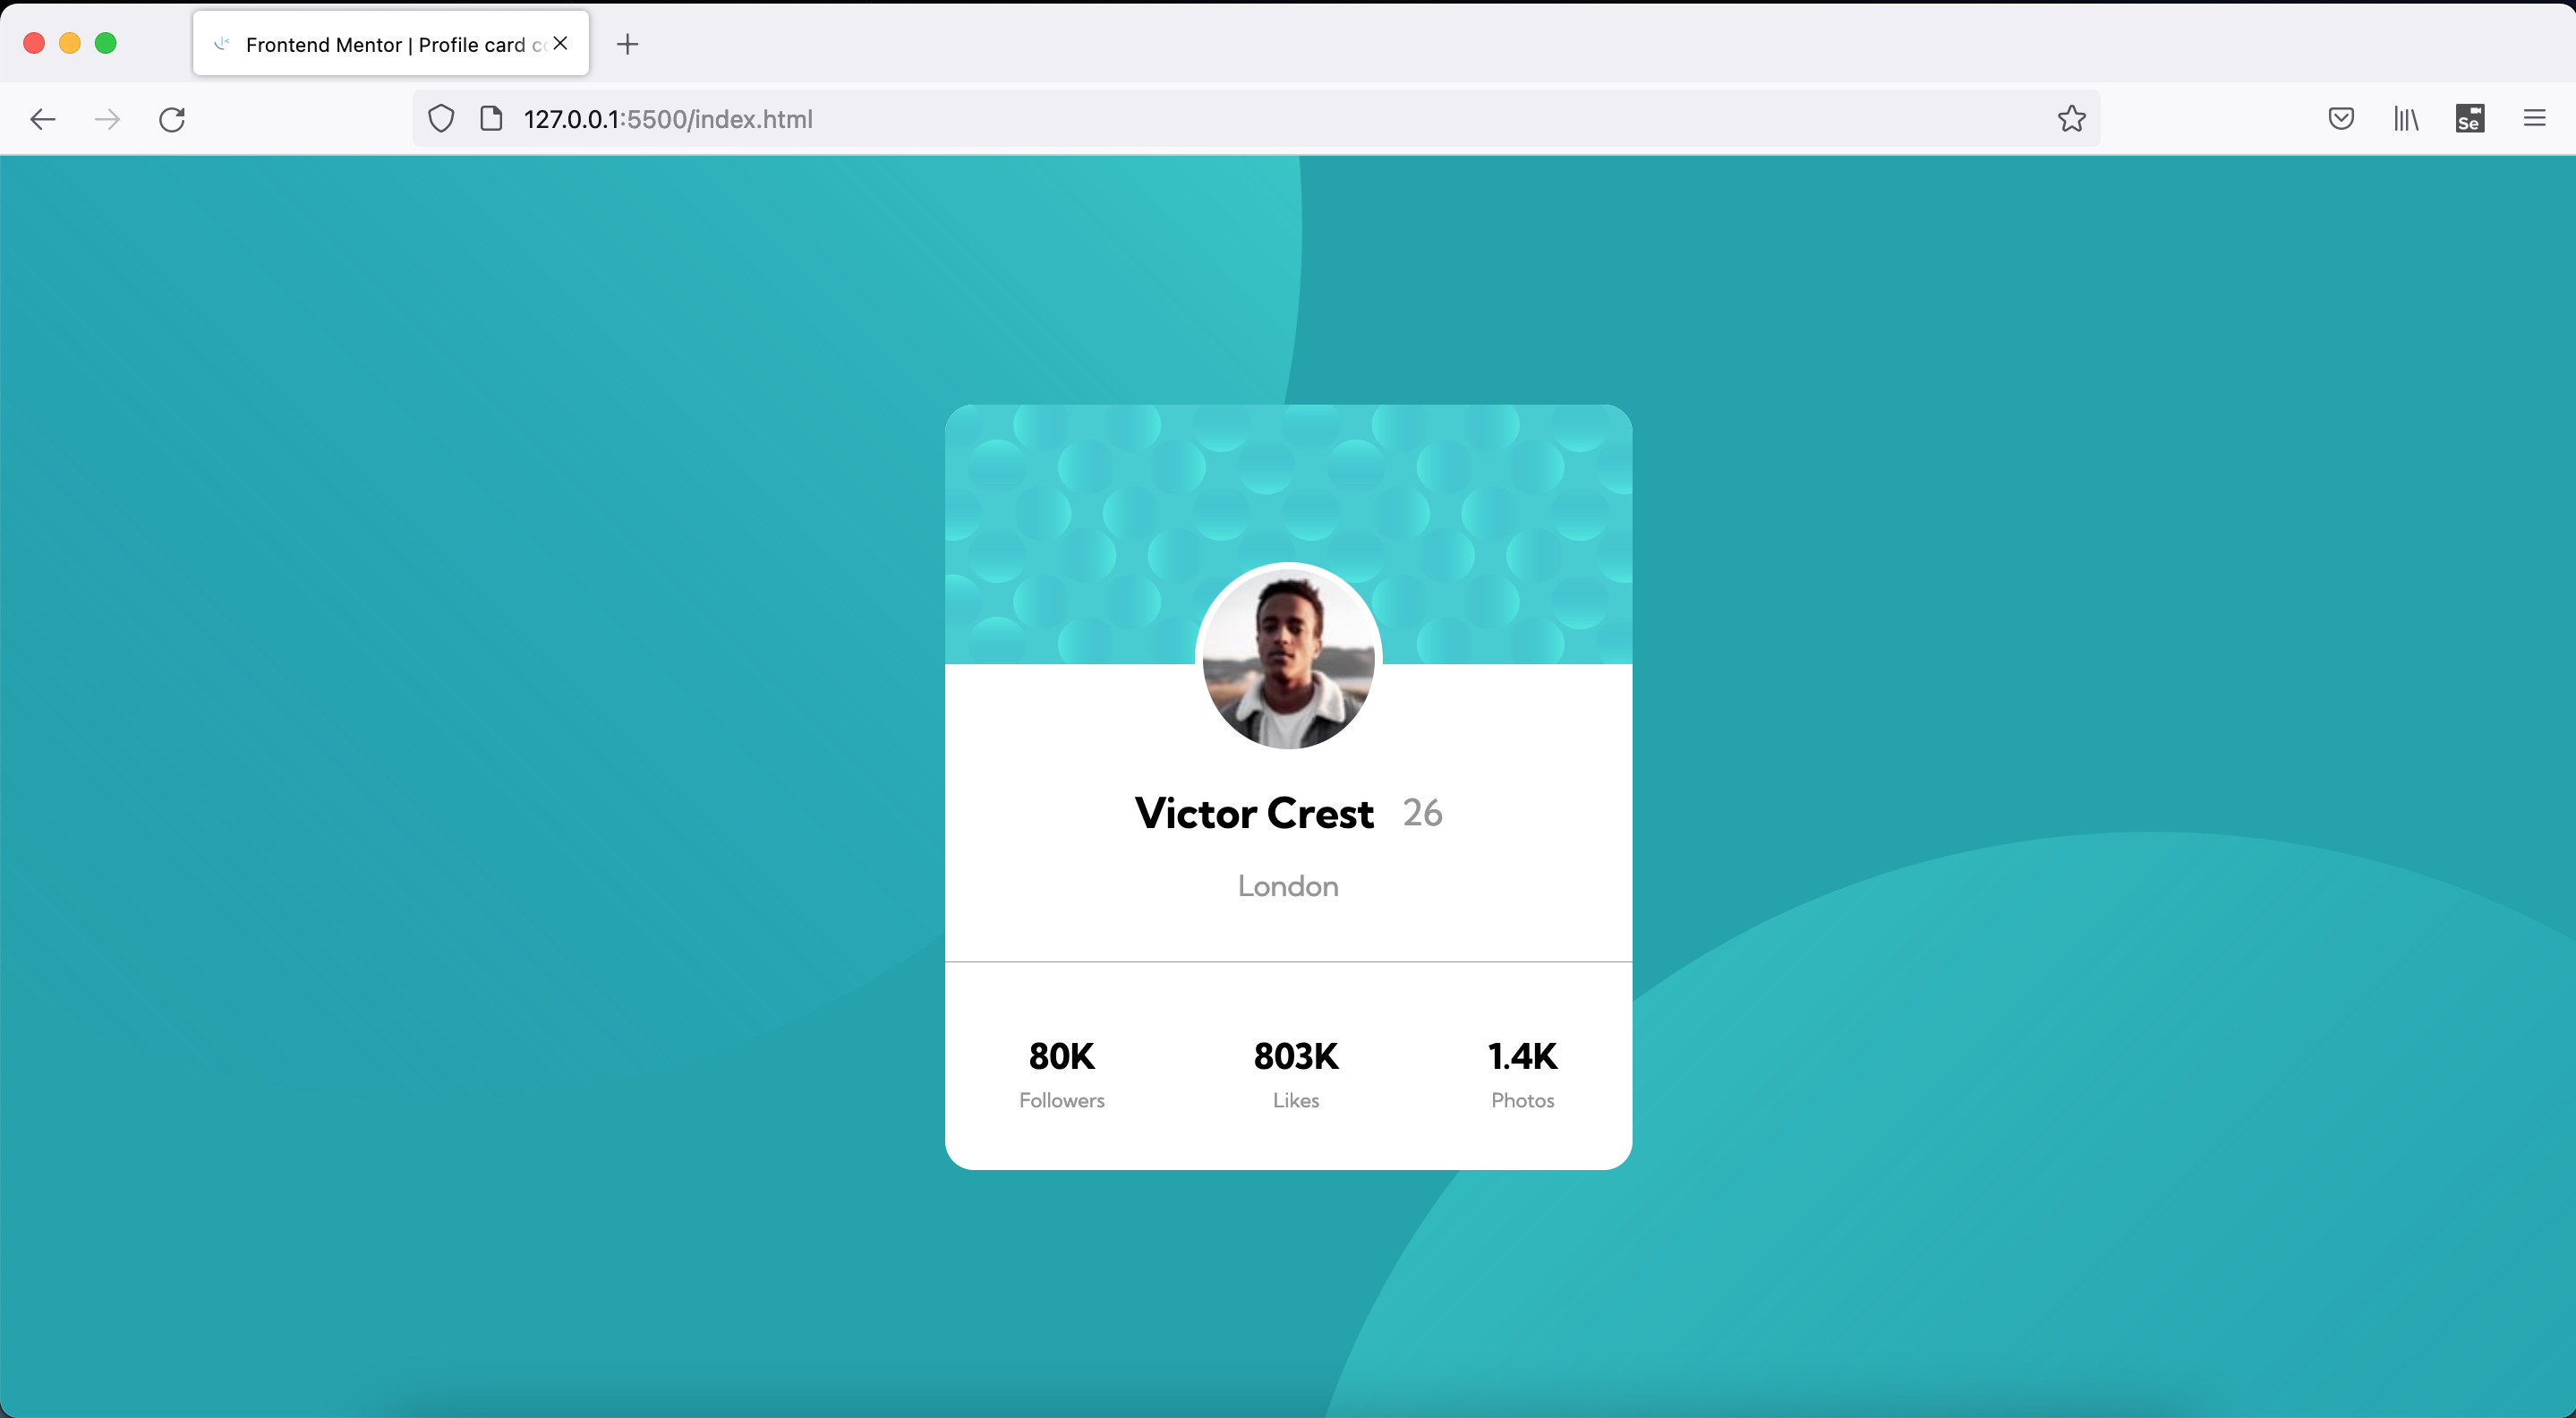 Frontend Mentor | Profile card
127.0.0.1:5500/index.html
Se
Victor Crest 26
London
80K 803K 1.4K
Followers Likes Photos